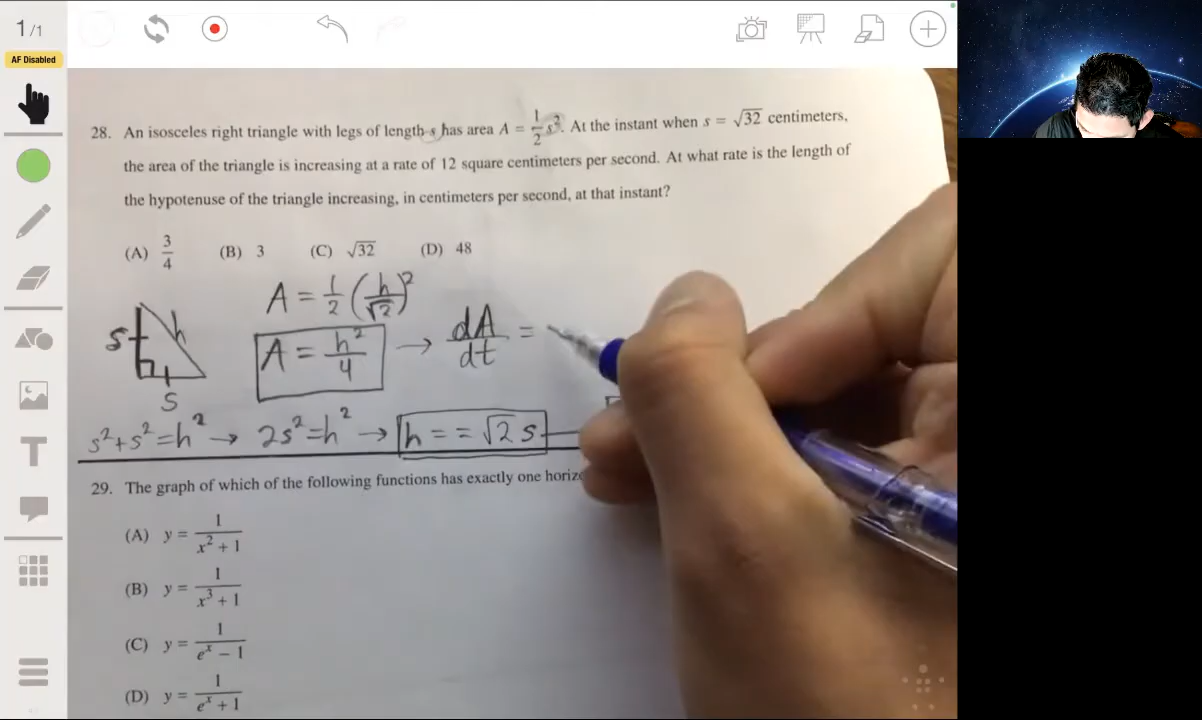 1/1
AF Disabled
28. An isosceles right triangle with legs of length s has area A = 1/2 s². At the instant when s = √32 centimeters,
the area of the triangle is increasing at a rate of 12 square centimeters per second. At what rate is the length of
the hypotenuse of the triangle increasing, in centimeters per second, at that instant?
(A) 3/4 (B) 3 (C) √32 (D) 48
A = 1/2 (h/√2)²
s h
A = h²/4 → dA/dt =
s
s²+s²=h² → 2s²=h² → h = = √2 s
29. The graph of which of the following functions has exactly one
(A) y = 1/(x² + 1)
(B) y = 1/(x³ + 1)
(C) y = 1/(eˣ − 1)
(D) y = 1/(eˣ + 1)
T